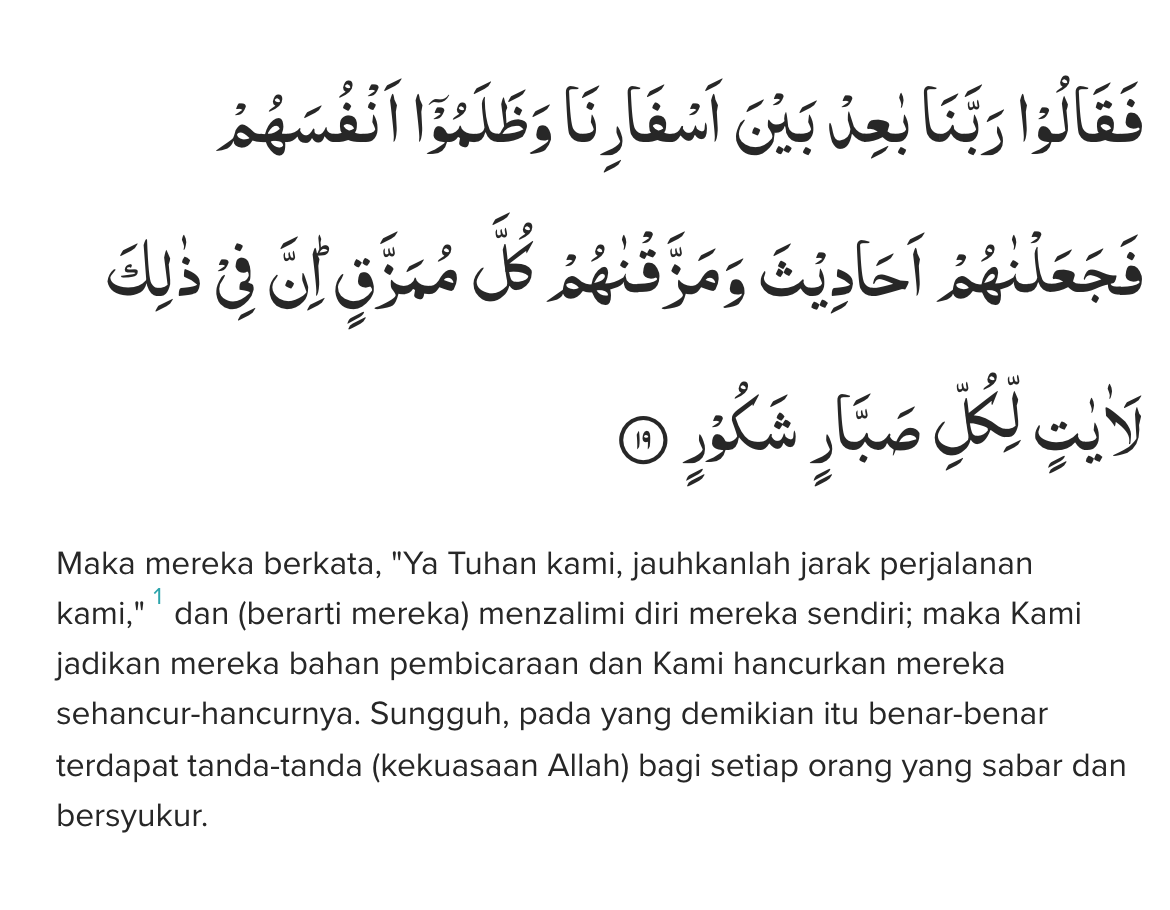 فَقَالُوْا رَبَّنَا بٰعِدْ بَيْنَ اَسْفَارِنَا وَظَلَمُوْٓا اَنْفُسَهُمْ
فَجَعَلْنٰهُمْ اَحَادِيْثَ وَمَزَّقْنٰهُمْ كُلَّ مُمَزَّقٍۗ اِنَّ فِيْ ذٰلِكَ
لَاٰيٰتٍ لِّكُلِّ صَبَّارٍ شَكُوْرٍ ١٩
Maka mereka berkata, "Ya Tuhan kami, jauhkanlah jarak perjalanan
kami," 1 dan (berarti mereka) menzalimi diri mereka sendiri; maka Kami
jadikan mereka bahan pembicaraan dan Kami hancurkan mereka
sehancur-hancurnya. Sungguh, pada yang demikian itu benar-benar
terdapat tanda-tanda (kekuasaan Allah) bagi setiap orang yang sabar dan
bersyukur.